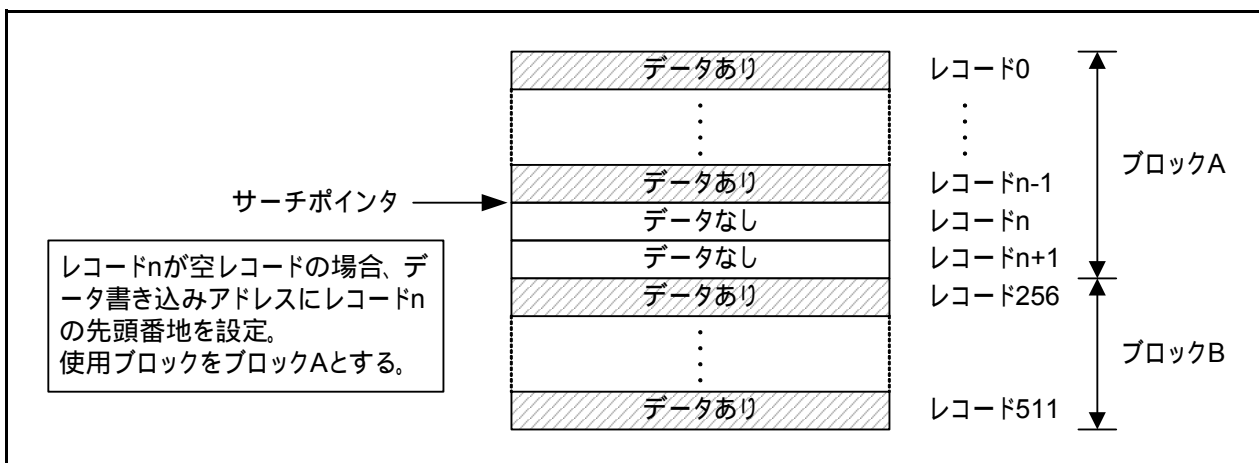 データあり レコード0
データあり レコードn-1
サーチポインタ
データなし レコードn
データなし レコードn+1
ブロックA
データあり レコード256
データあり レコード511
ブロックB
レコードnが空レコードの場合、デ
ータ書き込みアドレスにレコードn
の先頭番地を設定。
使用ブロックをブロックAとする。